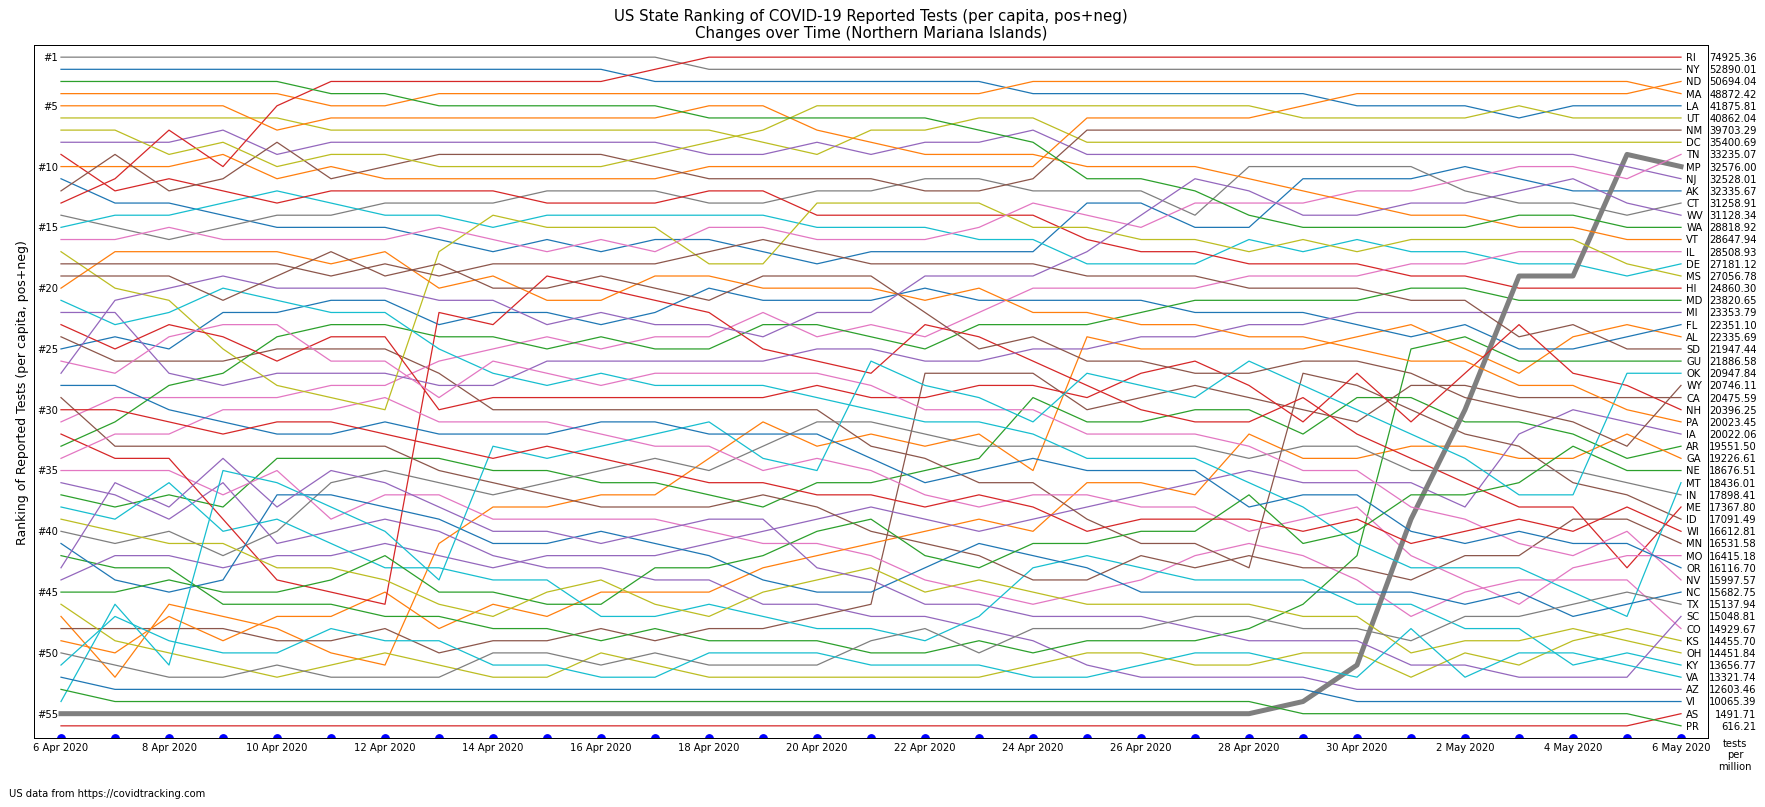 US State Ranking of COVID-19 Reported Tests (per capita, pos+neg)
Changes over Time (Northern Mariana Islands)
Ranking of Reported Tests (per capita, pos+neg)
#1
#5
#10
#15
#20
#25
#30
#35
#40
#45
#50
#55
RI 74925.36
NY 52890.01
ND 50694.04
MA 48872.42
LA 41875.81
UT 40862.04
NM 39703.29
DC 35400.69
TN 33235.07
MP 32576.00
NJ 32528.01
AK 32335.67
CT 31258.91
WV 31128.34
WA 28818.92
VT 28647.94
IL 28508.93
DE 27181.12
MS 27056.78
HI 24860.30
MD 23820.65
MI 23353.79
FL 22351.10
AL 22335.69
SD 21947.44
GU 21886.58
OK 20947.84
WY 20746.11
CA 20475.59
NH 20396.25
PA 20023.45
IA 20022.06
AR 19551.50
GA 19226.61
NE 18676.51
MT 18436.01
IN 17898.41
ME 17367.80
ID 17091.49
WI 16612.81
MN 16531.58
MO 16415.18
OR 16116.70
NV 15997.57
NC 15682.75
TX 15137.94
SC 15048.81
CO 14929.67
KS 14455.70
OH 14451.84
KY 13656.77
VA 13321.74
AZ 12603.46
VI 10065.39
AS 1491.71
PR 616.21
6 Apr 2020 8 Apr 2020 10 Apr 2020 12 Apr 2020 14 Apr 2020 16 Apr 2020 18 Apr 2020 20 Apr 2020 22 Apr 2020 24 Apr 2020 26 Apr 2020 28 Apr 2020 30 Apr 2020 2 May 2020 4 May 2020 6 May 2020
tests
per
million
US data from https://covidtracking.com